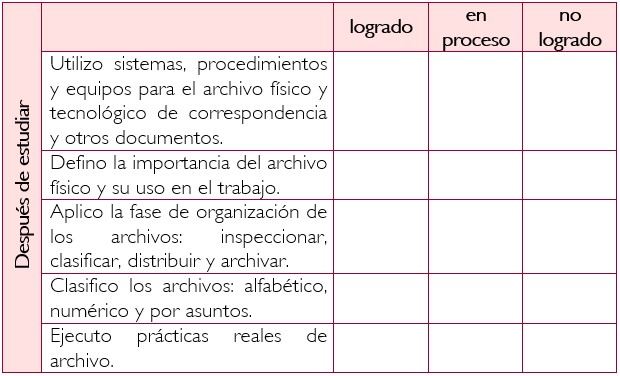 logrado
en
proceso
no
logrado
Después de estudiar
Utilizo sistemas, procedimientos
y equipos para el archivo físico y
tecnológico de correspondencia
y otros documentos.
Defino la importancia del archivo
físico y su uso en el trabajo.
Aplico la fase de organización de
los archivos: inspeccionar,
clasificar, distribuir y archivar.
Clasifico los archivos: alfabético,
numérico y por asuntos.
Ejecuto prácticas reales de
archivo.